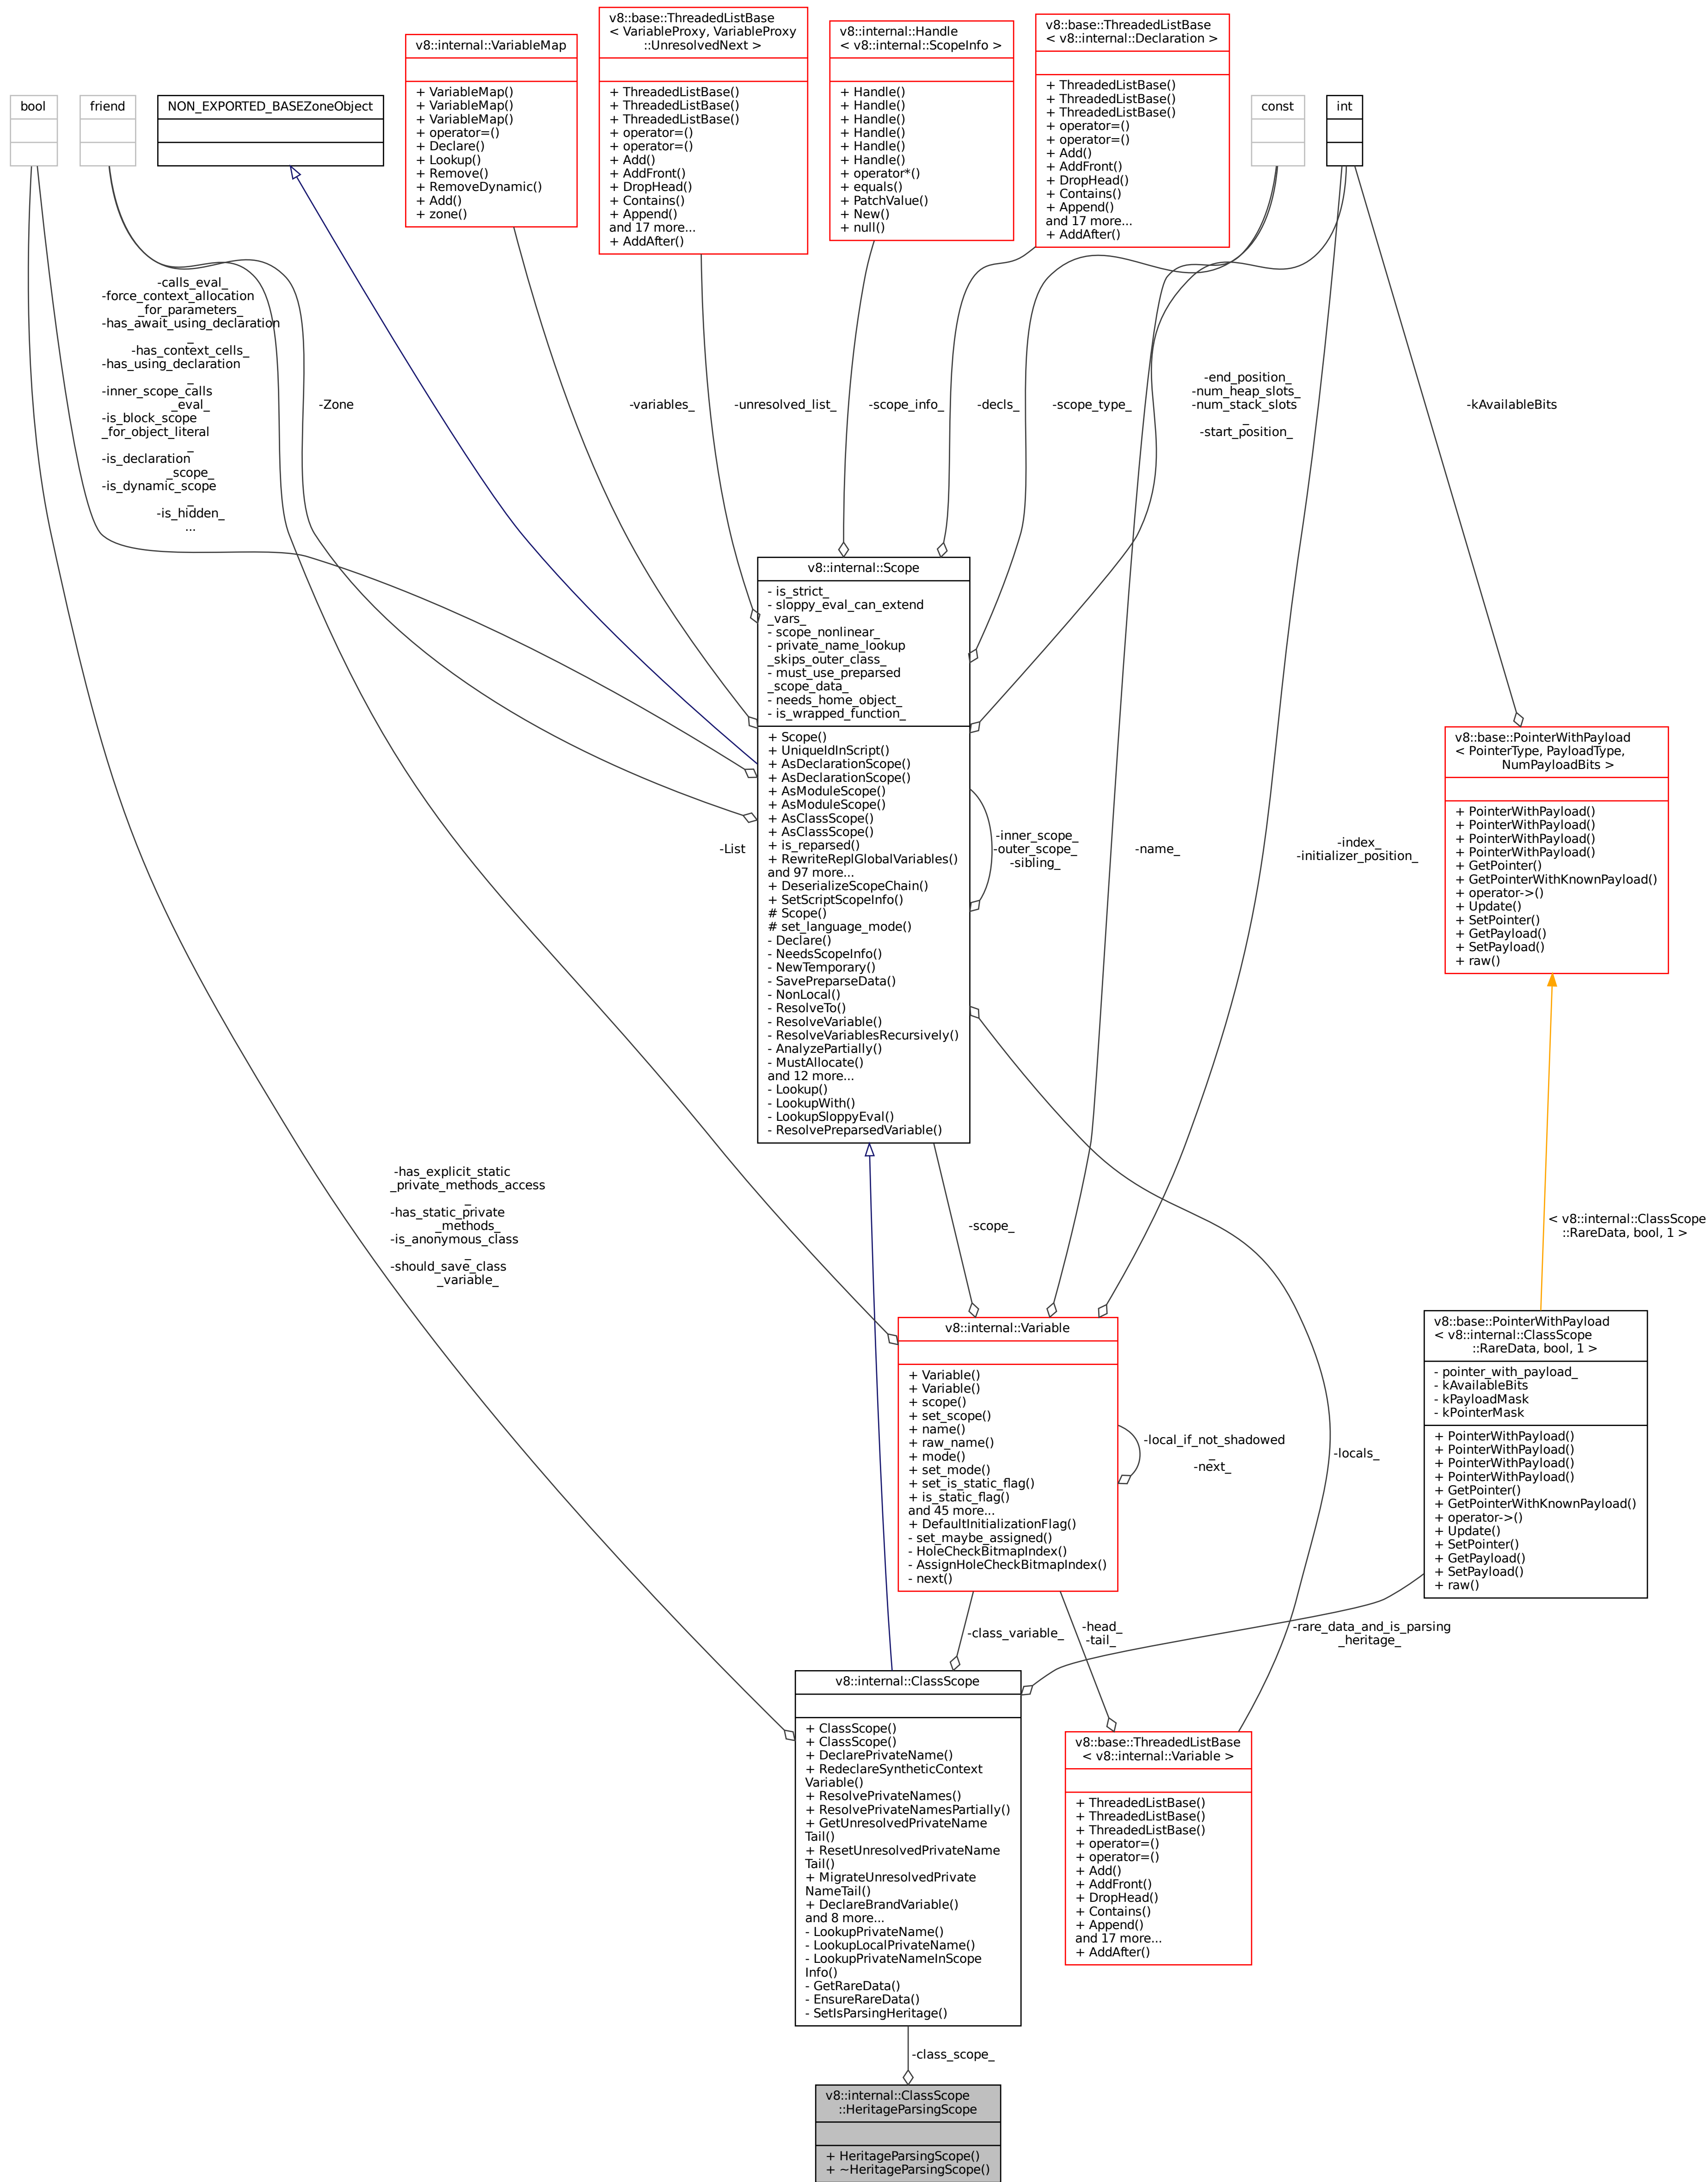 v8::base::ThreadedListBase
< VariableProxy, VariableProxy
::UnresolvedNext >
+ ThreadedListBase()
+ ThreadedListBase()
+ ThreadedListBase()
+ operator=()
+ operator=()
+ Add()
+ AddFront()
+ DropHead()
+ Contains()
+ Append()
and 17 more...
+ AddAfter()
v8::base::ThreadedListBase
< v8::internal::Declaration >
+ ThreadedListBase()
+ ThreadedListBase()
+ ThreadedListBase()
+ operator=()
+ operator=()
+ Add()
+ AddFront()
+ DropHead()
+ Contains()
+ Append()
and 17 more...
+ AddAfter()
v8::internal::Handle
< v8::internal::ScopeInfo >
+ Handle()
+ Handle()
+ Handle()
+ Handle()
+ Handle()
+ Handle()
+ operator*()
+ equals()
+ PatchValue()
+ New()
+ null()
v8::internal::VariableMap
+ VariableMap()
+ VariableMap()
+ VariableMap()
+ operator=()
+ Declare()
+ Lookup()
+ Remove()
+ RemoveDynamic()
+ Add()
+ zone()
bool
friend
NON_EXPORTED_BASEZoneObject
const
int
-calls_eval_
-force_context_allocation
_for_parameters_
-has_await_using_declaration
_
-has_context_cells_
-has_using_declaration
_
-inner_scope_calls
_eval_
-is_block_scope
_for_object_literal
_
-is_declaration
_scope_
-is_dynamic_scope
_
-is_hidden_
...
-Zone
-variables_
-unresolved_list_
-scope_info_
-decls_
-scope_type_
-end_position_
-num_heap_slots_
-num_stack_slots
_
-start_position_
-kAvailableBits
v8::internal::Scope
- is_strict_
- sloppy_eval_can_extend
_vars_
- scope_nonlinear_
- private_name_lookup
_skips_outer_class_
- must_use_preparsed
_scope_data_
- needs_home_object_
- is_wrapped_function_
+ Scope()
+ UniqueIdInScript()
+ AsDeclarationScope()
+ AsDeclarationScope()
+ AsModuleScope()
+ AsModuleScope()
+ AsClassScope()
+ AsClassScope()
+ is_reparsed()
+ RewriteReplGlobalVariables()
and 97 more...
+ DeserializeScopeChain()
+ SetScriptScopeInfo()
# Scope()
# set_language_mode()
- Declare()
- NeedsScopeInfo()
- NewTemporary()
- SavePreparseData()
- NonLocal()
- ResolveTo()
- ResolveVariable()
- ResolveVariablesRecursively()
- AnalyzePartially()
- MustAllocate()
and 12 more...
- Lookup()
- LookupWith()
- LookupSloppyEval()
- ResolvePreparsedVariable()
-List
-inner_scope_
-outer_scope_
-sibling_
-name_
-index_
-initializer_position_
v8::base::PointerWithPayload
< PointerType, PayloadType,
NumPayloadBits >
+ PointerWithPayload()
+ PointerWithPayload()
+ PointerWithPayload()
+ PointerWithPayload()
+ GetPointer()
+ GetPointerWithKnownPayload()
+ operator->()
+ Update()
+ SetPointer()
+ GetPayload()
+ SetPayload()
+ raw()
-has_explicit_static
_private_methods_access
_
-has_static_private
_methods_
-is_anonymous_class
_
-should_save_class
_variable_
-scope_
< v8::internal::ClassScope
::RareData, bool, 1 >
v8::internal::Variable
+ Variable()
+ Variable()
+ scope()
+ set_scope()
+ name()
+ raw_name()
+ mode()
+ set_mode()
+ set_is_static_flag()
+ is_static_flag()
and 45 more...
+ DefaultInitializationFlag()
- set_maybe_assigned()
- HoleCheckBitmapIndex()
- AssignHoleCheckBitmapIndex()
- next()
-local_if_not_shadowed
_
-next_
-locals_
v8::base::PointerWithPayload
< v8::internal::ClassScope
::RareData, bool, 1 >
- pointer_with_payload_
- kAvailableBits
- kPayloadMask
- kPointerMask
+ PointerWithPayload()
+ PointerWithPayload()
+ PointerWithPayload()
+ PointerWithPayload()
+ GetPointer()
+ GetPointerWithKnownPayload()
+ operator->()
+ Update()
+ SetPointer()
+ GetPayload()
+ SetPayload()
+ raw()
-class_variable_
-head_
-tail_
-rare_data_and_is_parsing
_heritage_
v8::internal::ClassScope
+ ClassScope()
+ ClassScope()
+ DeclarePrivateName()
+ RedeclareSyntheticContext
Variable()
+ ResolvePrivateNames()
+ ResolvePrivateNamesPartially()
+ GetUnresolvedPrivateName
Tail()
+ ResetUnresolvedPrivateName
Tail()
+ MigrateUnresolvedPrivate
NameTail()
+ DeclareBrandVariable()
and 8 more...
- LookupPrivateName()
- LookupLocalPrivateName()
- LookupPrivateNameInScope
Info()
- GetRareData()
- EnsureRareData()
- SetIsParsingHeritage()
v8::base::ThreadedListBase
< v8::internal::Variable >
+ ThreadedListBase()
+ ThreadedListBase()
+ ThreadedListBase()
+ operator=()
+ operator=()
+ Add()
+ AddFront()
+ DropHead()
+ Contains()
+ Append()
and 17 more...
+ AddAfter()
-class_scope_
v8::internal::ClassScope
::HeritageParsingScope
+ HeritageParsingScope()
+ ~HeritageParsingScope()